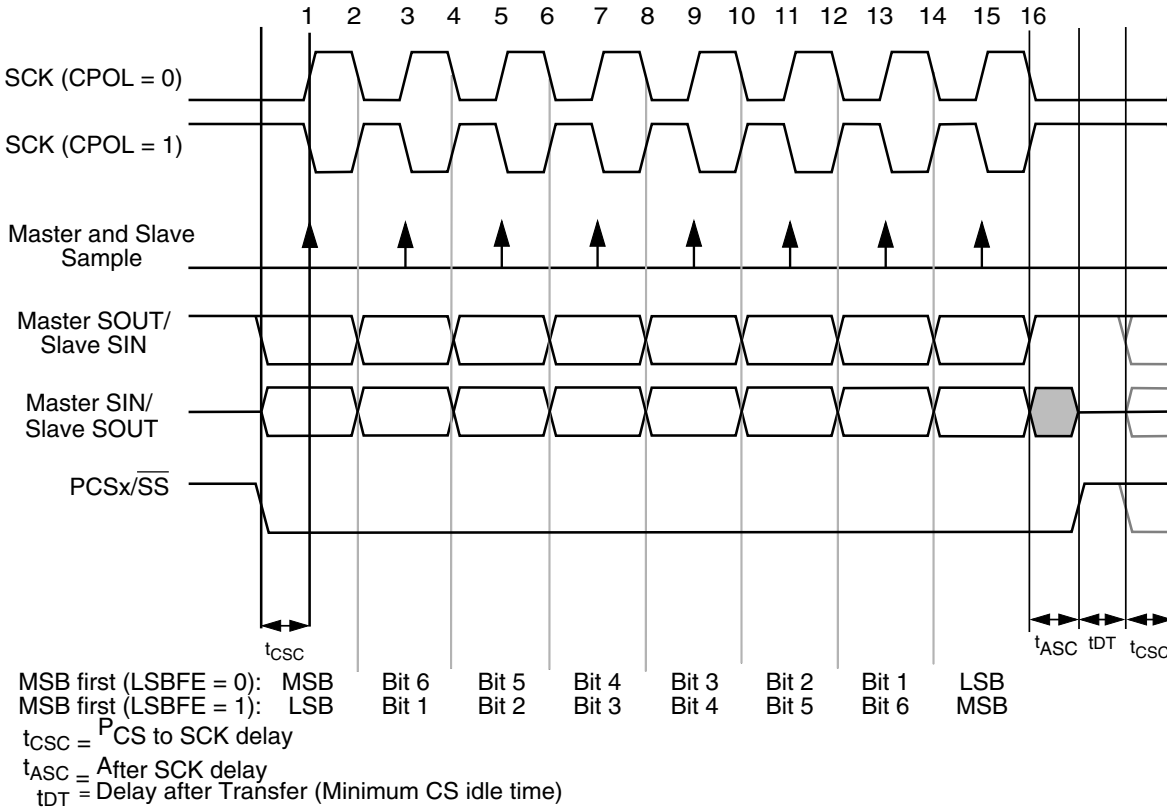 1 2 3 4 5 6 7 8 9 10 11 12 13 14 15 16
SCK (CPOL = 0)
SCK (CPOL = 1)
Master and Slave
Sample
Master SOUT/
Slave SIN
Master SIN/
Slave SOUT
PCSx/SS
tCSC tASC tDT tCSC
MSB first (LSBFE = 0): MSB Bit 6 Bit 5 Bit 4 Bit 3 Bit 2 Bit 1 LSB
MSB first (LSBFE = 1): LSB Bit 1 Bit 2 Bit 3 Bit 4 Bit 5 Bit 6 MSB
tCSC = PCS to SCK delay
tASC = After SCK delay
tDT = Delay after Transfer (Minimum CS idle time)